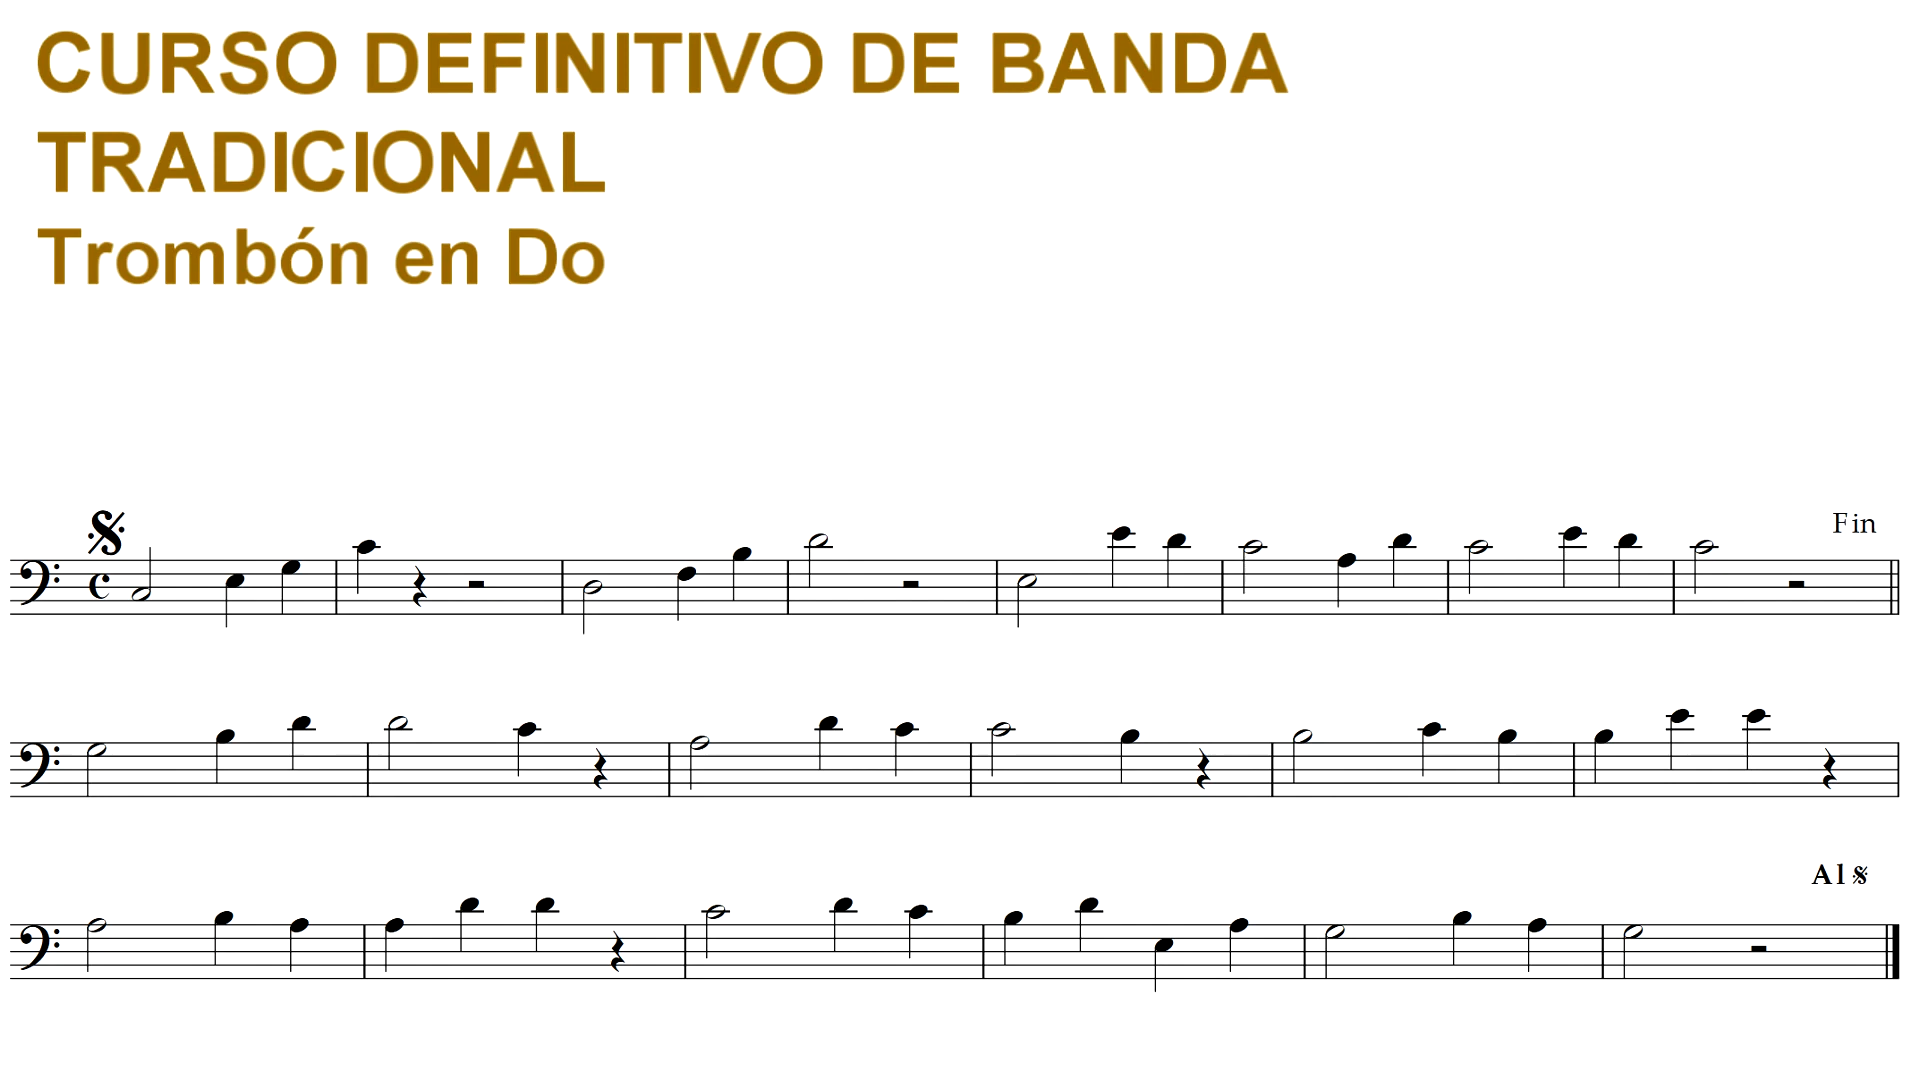 CURSO DEFINITIVO DE BANDA
TRADICIONAL
Trombón en Do
Fin
Al